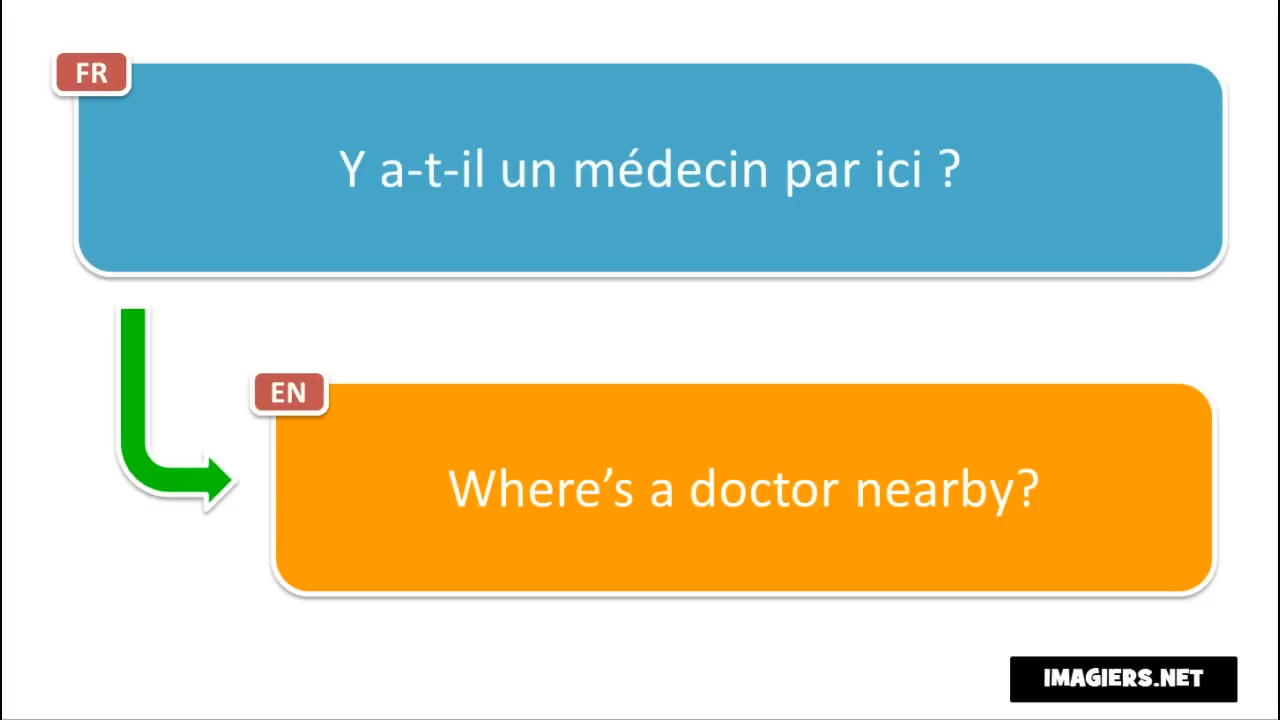 FR
Y a-t-il un médecin par ici ?
EN
Where’s a doctor nearby?
IMAGIERS.NET